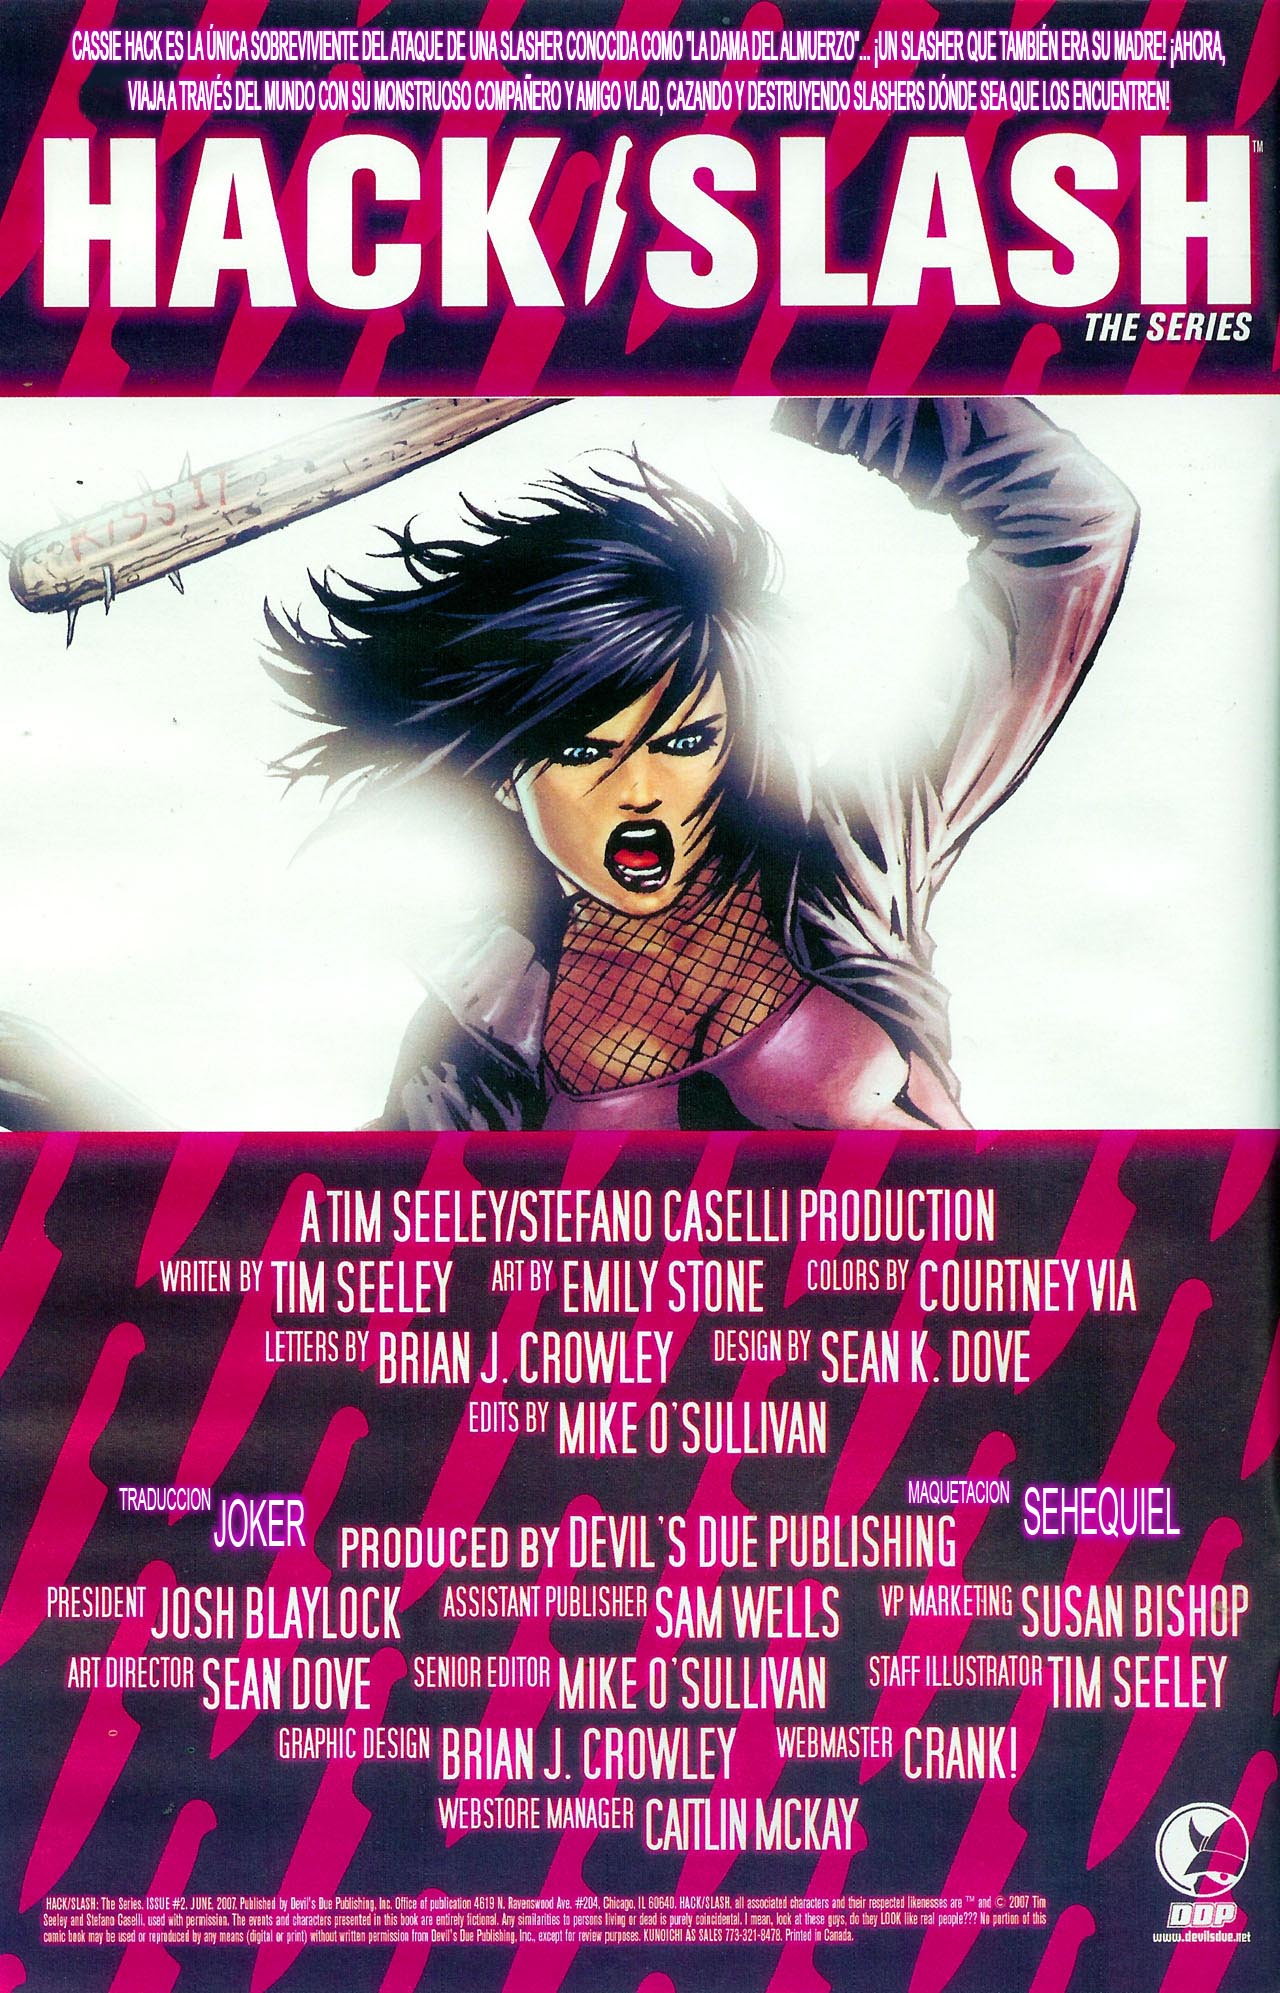 CASSIE HACK ES LA ÚNICA SOBREVIVIENTE DEL ATAQUE DE UNA SLASHER CONOCIDA COMO "LA DAMA DEL ALMUERZO"... ¡UN SLASHER QUE TAMBIÉN ERA SU MADRE! ¡AHORA,
VIAJA A TRAVÉS DEL MUNDO CON SU MONSTRUOSO COMPAÑERO Y AMIGO VLAD, CAZANDO Y DESTRUYENDO SLASHERS DÓNDE SEA QUE LOS ENCUENTREN!
HACK/SLASH™
THE SERIES
KISS IT
A TIM SEELEY/STEFANO CASELLI PRODUCTION
WRITEN BY TIM SEELEY ART BY EMILY STONE COLORS BY COURTNEY VIA
LETTERS BY BRIAN J. CROWLEY DESIGN BY SEAN K. DOVE
EDITS BY MIKE O'SULLIVAN
TRADUCCION JOKER MAQUETACION SEHEQUIEL
PRODUCED BY DEVIL'S DUE PUBLISHING
PRESIDENT JOSH BLAYLOCK ASSISTANT PUBLISHER SAM WELLS VP MARKETING SUSAN BISHOP
ART DIRECTOR SEAN DOVE SENIOR EDITOR MIKE O'SULLIVAN STAFF ILLUSTRATOR TIM SEELEY
GRAPHIC DESIGN BRIAN J. CROWLEY WEBMASTER CRANK!
WEBSTORE MANAGER CAITLIN MCKAY
HACK/SLASH: The Series. ISSUE #2. JUNE, 2007. Published by Devil's Due Publishing, Inc. Office of publication 4619 N. Ravenswood Ave. #204, Chicago, IL 60640. HACK/SLASH, all associated characters and their respected likenesses are ™ and © 2007 Tim
Seeley and Stefano Caselli, used with permission. The events and characters presented in this book are entirely fictional. Any similarities to persons living or dead is purely coincidental. I mean, look at these guys, do they LOOK like real people??? No portion of this
comic book may be used or reproduced by any means (digital or print) without written permission from Devil's Due Publishing, Inc., except for review purposes. KUNOICHI AS SALES 773-321-8478. Printed in Canada.
DDP
www.devilsdue.net